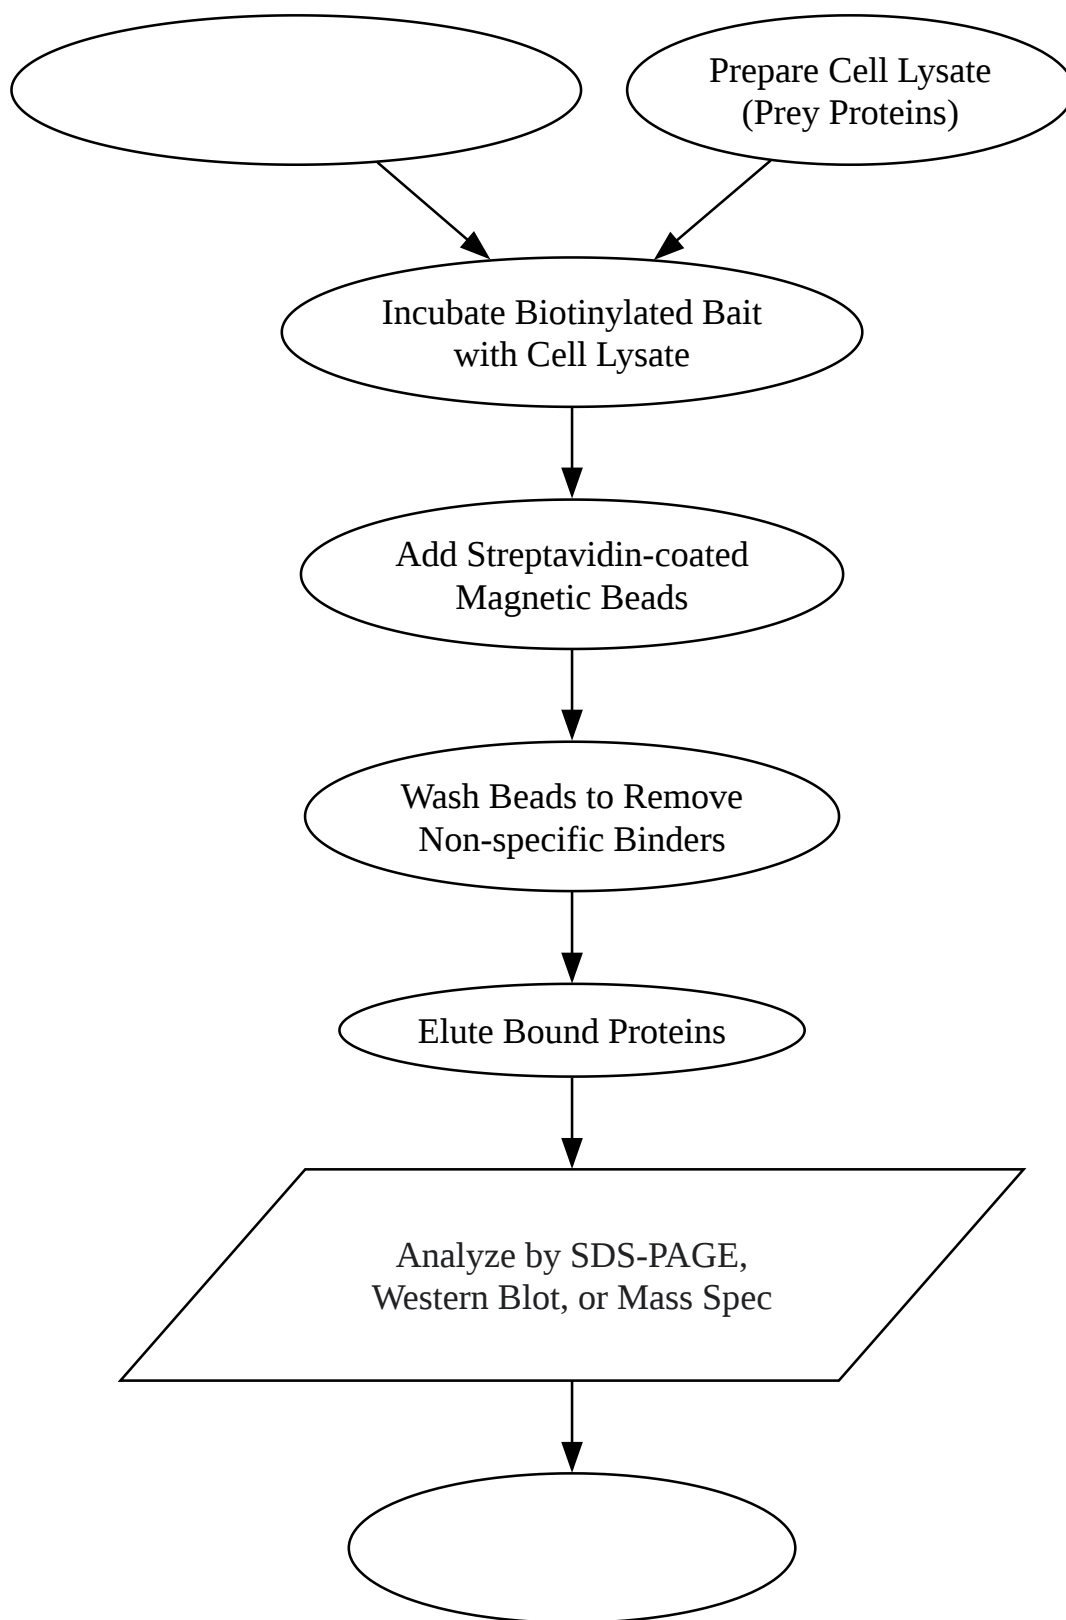 Prepare Cell Lysate
(Prey Proteins)
Incubate Biotinylated Bait
with Cell Lysate
Add Streptavidin-coated
Magnetic Beads
Wash Beads to Remove
Non-specific Binders
Elute Bound Proteins
Analyze by SDS-PAGE,
Western Blot, or Mass Spec